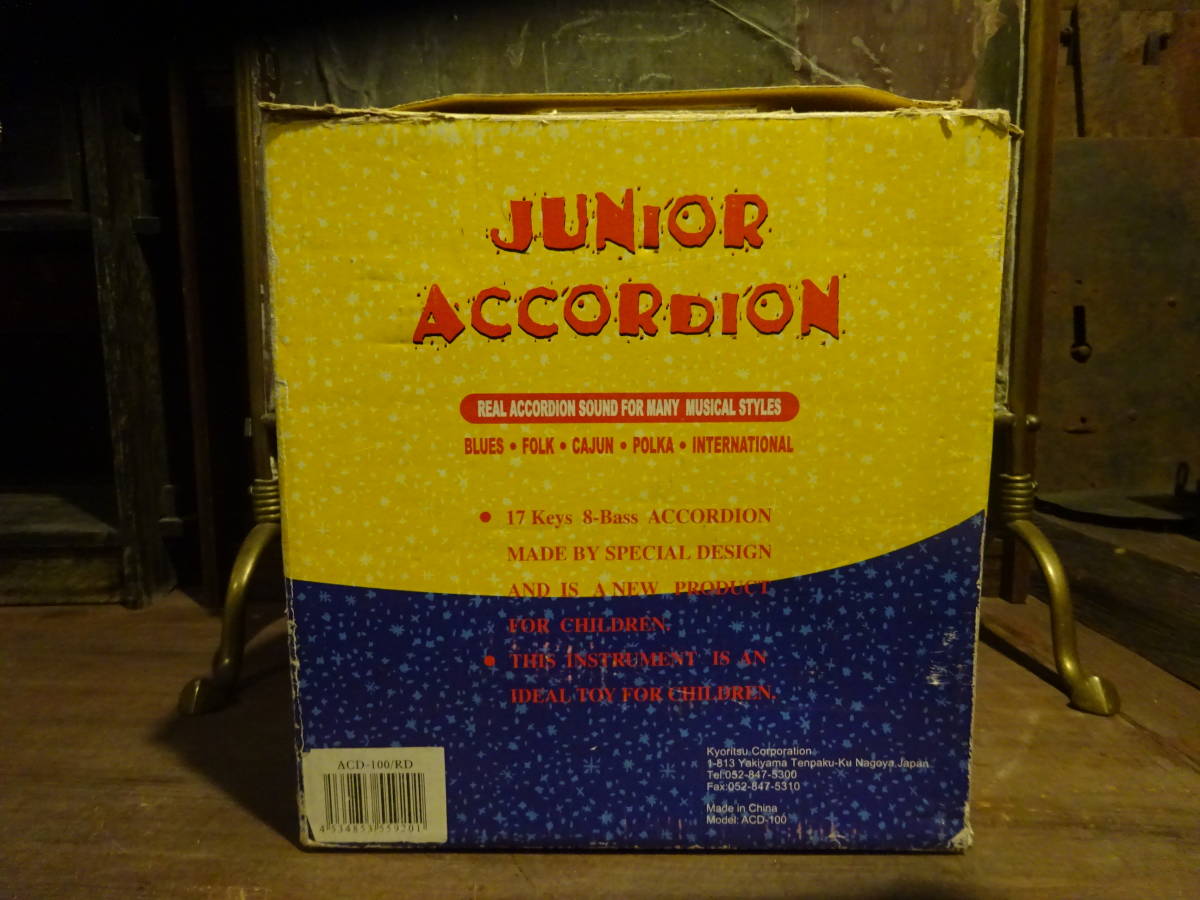 JUNiOR
ACCORDION
REAL ACCORDION SOUND FOR MANY MUSICAL STYLES
BLUES • FOLK • CAJUN • POLKA • INTERNATIONAL
• 17 Keys 8-Bass ACCORDION
MADE BY SPECIAL DESIGN
AND IS A NEW PRODUCT
FOR CHILDREN.
• THIS INSTRUMENT IS AN
IDEAL TOY FOR CHILDREN.
ACD-100/RD
4 534853 559201
Kyoritsu Corporation
1-813 Yakiyama Tenpaku-Ku Nagoya,Japan
Tel:052-847-5300
Fax:052-847-5310
Made in China
Model: ACD-100